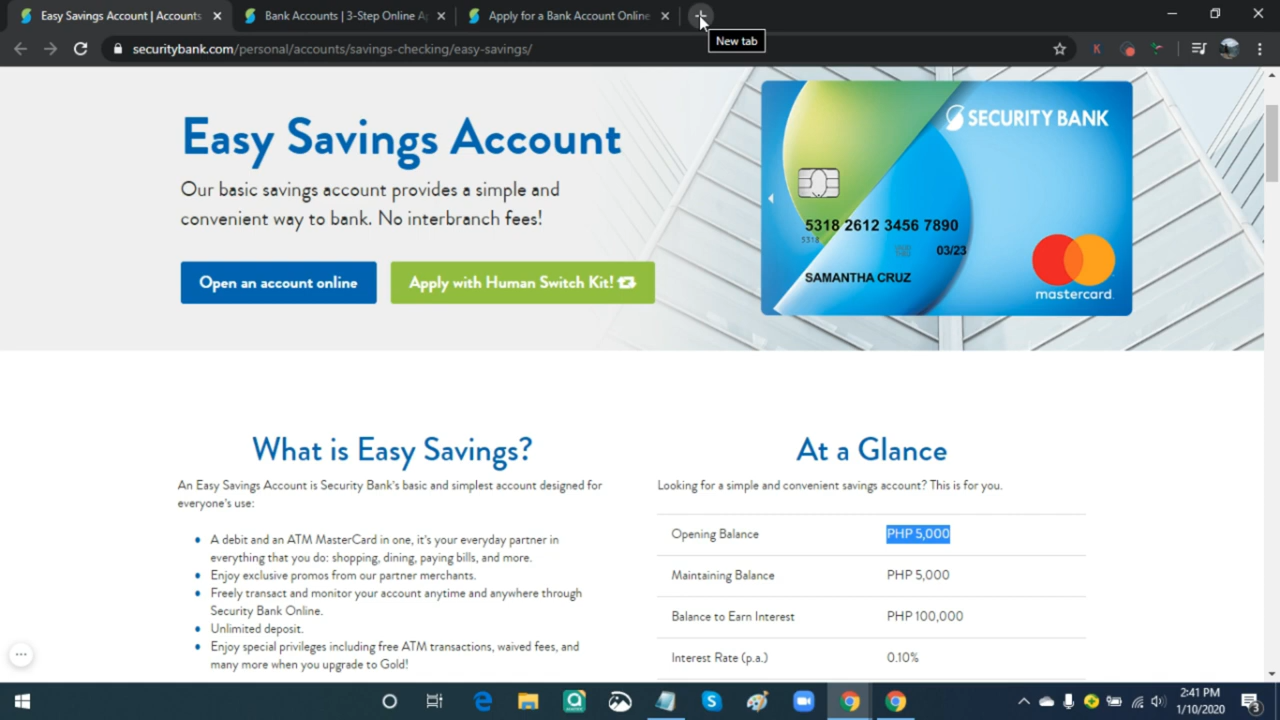 Easy Savings Account | Accounts
Bank Accounts | 3-Step Online A
Apply for a Bank Account Online
New tab
securitybank.com/personal/accounts/savings-checking/easy-savings/
K
Easy Savings Account
Our basic savings account provides a simple and
convenient way to bank. No interbranch fees!
Open an account online
Apply with Human Switch Kit!
SECURITY BANK
5318 2612 3456 7890
5318
03/23
SAMANTHA CRUZ
mastercard.
What is Easy Savings?
An Easy Savings Account is Security Bank's basic and simplest account designed for
everyone's use:
• A debit and an ATM MasterCard in one, it's your everyday partner in
everything that you do: shopping, dining, paying bills, and more.
• Enjoy exclusive promos from our partner merchants.
• Freely transact and monitor your account anytime and anywhere through
Security Bank Online.
• Unlimited deposit.
• Enjoy special privileges including free ATM transactions, waived fees, and
many more when you upgrade to Gold!
At a Glance
Looking for a simple and convenient savings account? This is for you.
Opening Balance PHP 5,000
Maintaining Balance PHP 5,000
Balance to Earn Interest PHP 100,000
Interest Rate (p.a.) 0.10%
2:41 PM
1/10/2020
3